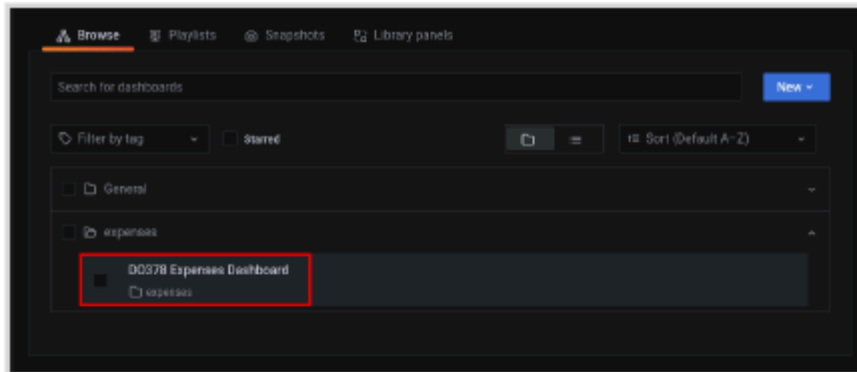 Browse Playlists Snapshots Library panels
Search for dashboards New
Filter by tag Starred Sort (Default A–Z)
General
expenses
DO378 Expenses Dashboard
expenses